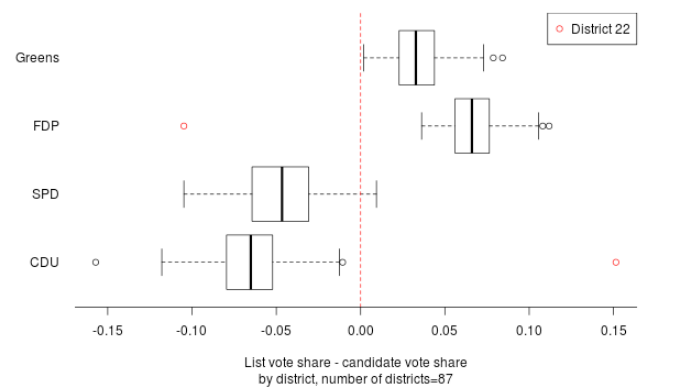 District 22
Greens
FDP
SPD
CDU
-0.15 -0.10 -0.05 0.00 0.05 0.10 0.15
List vote share - candidate vote share
by district, number of districts=87